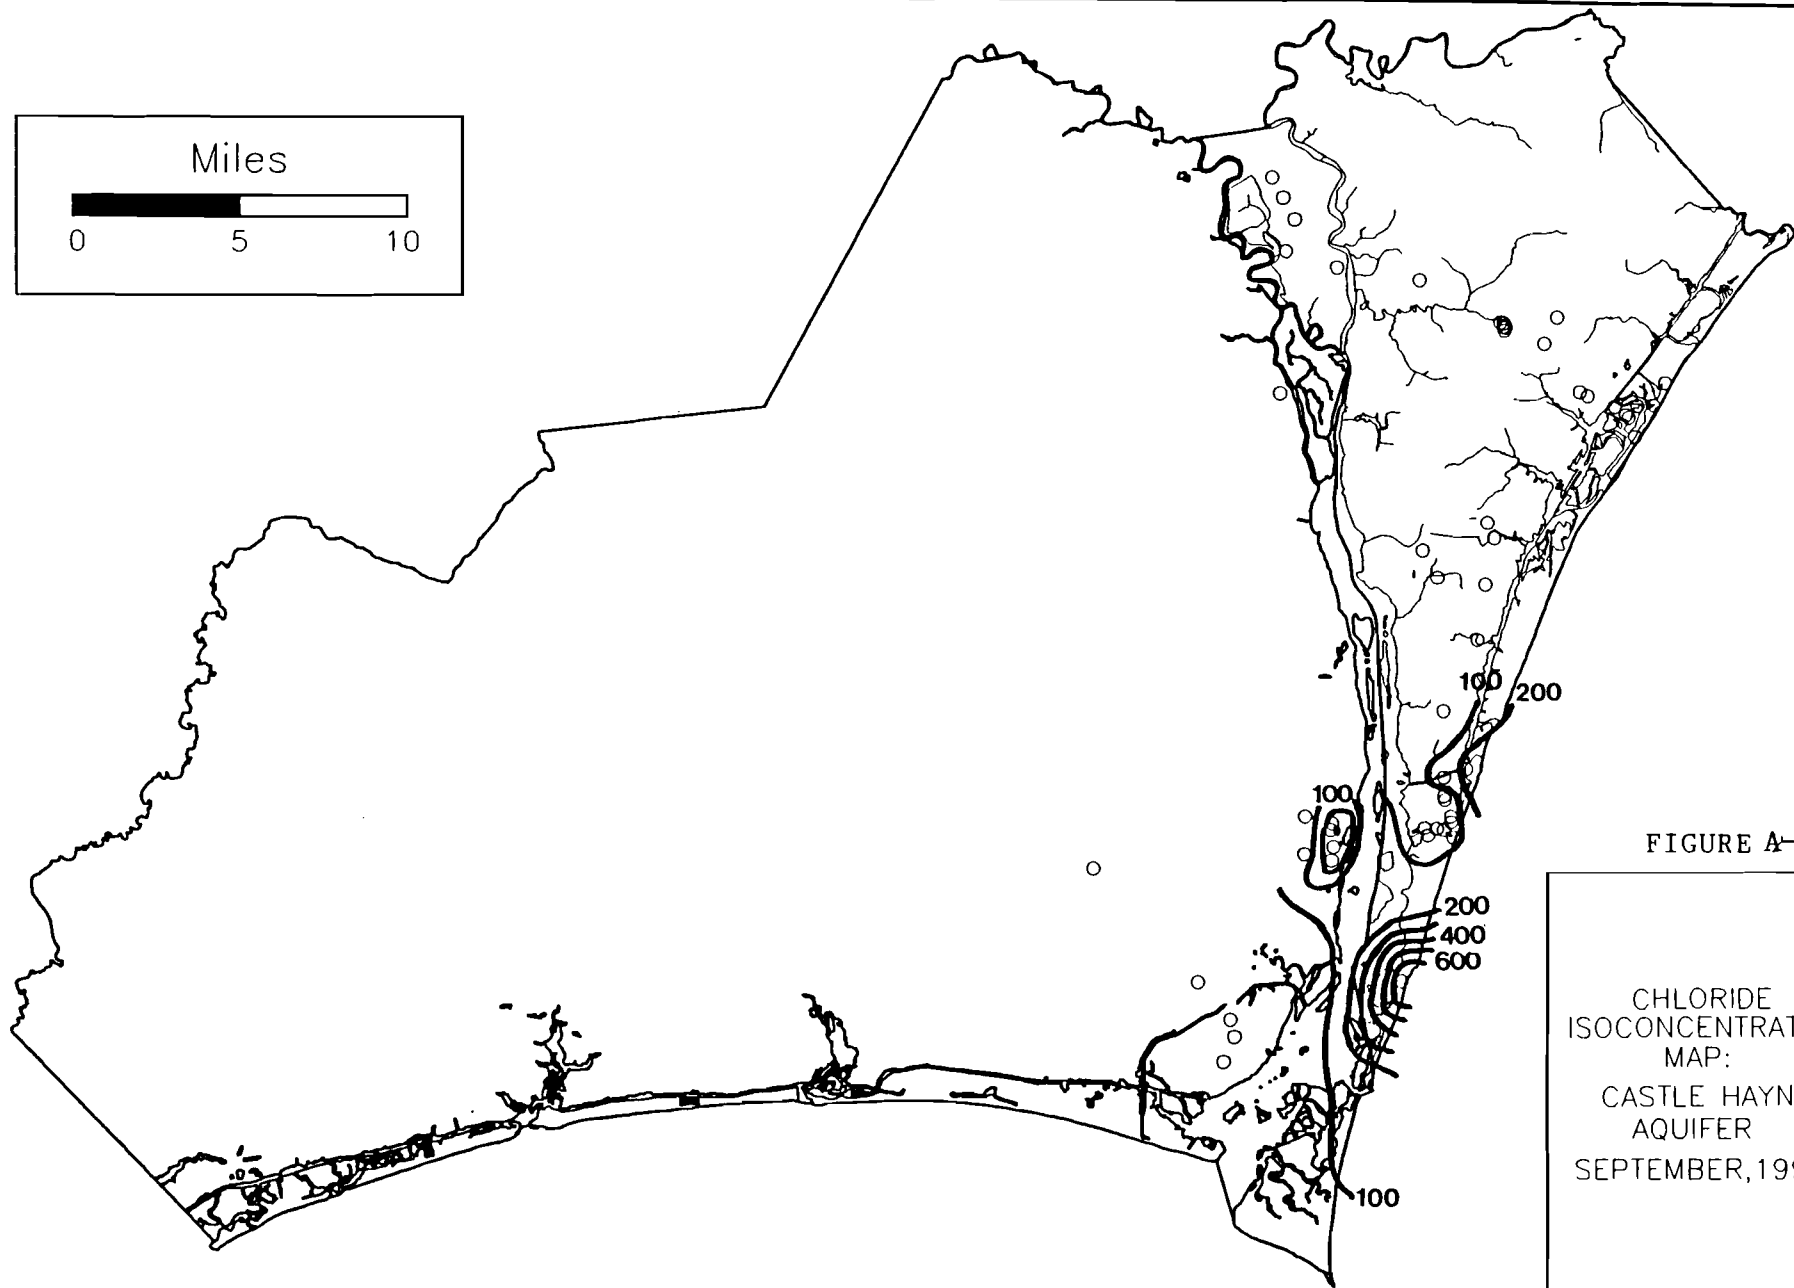 Miles
0 5 10
100 200
100
FIGURE A-
200
400
600
CHLORIDE
ISOCONCENTRAT
MAP:
CASTLE HAYN
AQUIFER
SEPTEMBER, 199
100